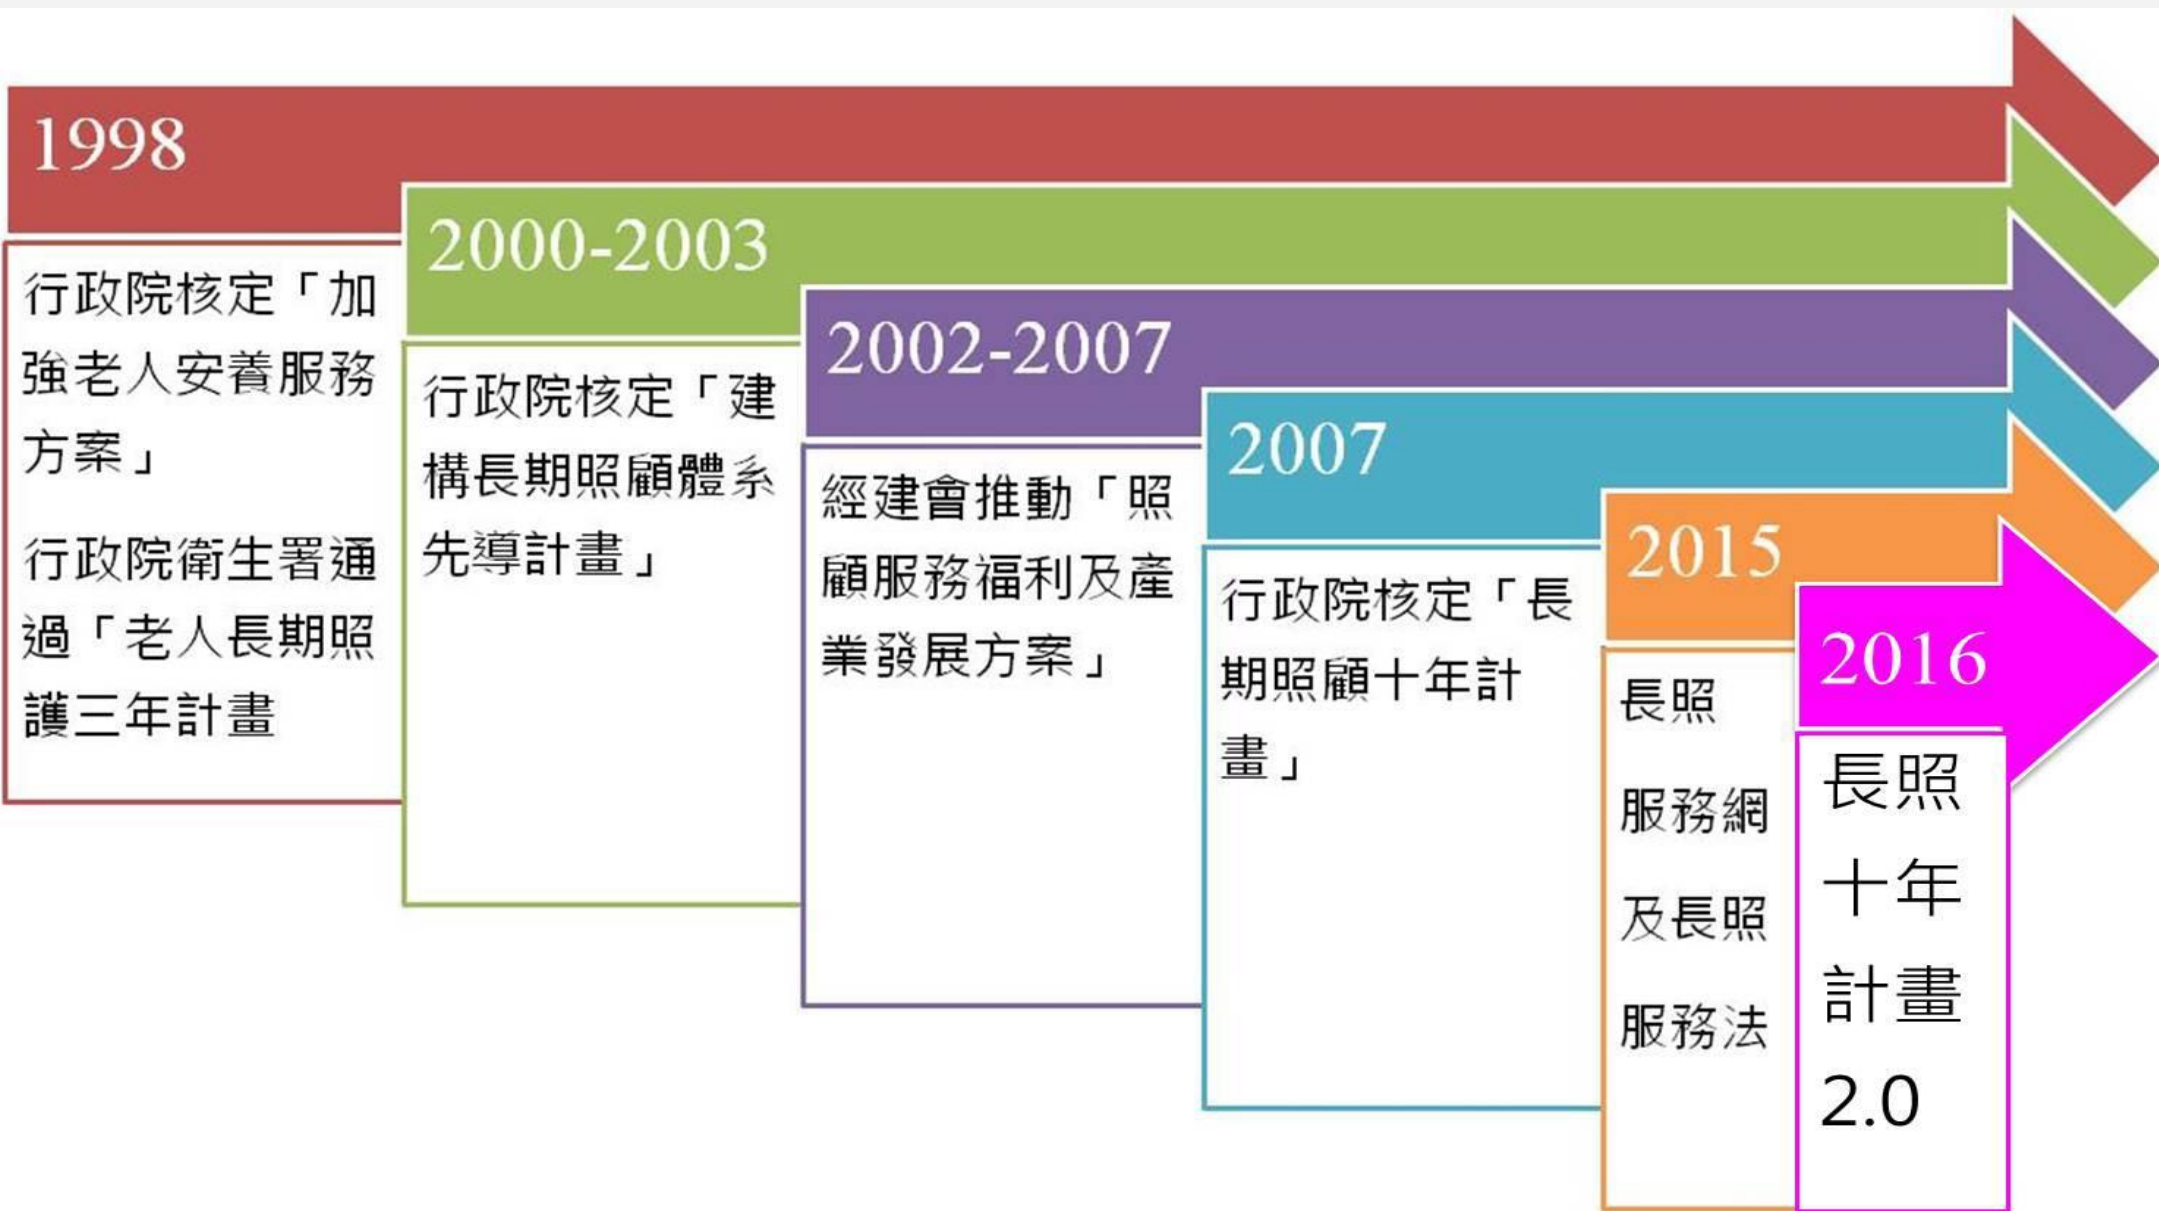 1998
行政院核定「加
強老人安養服務
方案」
行政院衛生署通
過「老人長期照
護三年計畫
2000-2003
行政院核定「建
構長期照顧體系
先導計畫」
2002-2007
經建會推動「照
顧服務福利及產
業發展方案」
2007
行政院核定「長
期照顧十年計
畫」
2015
長照
服務網
及長照
服務法
2016
長照
十年
計畫
2.0